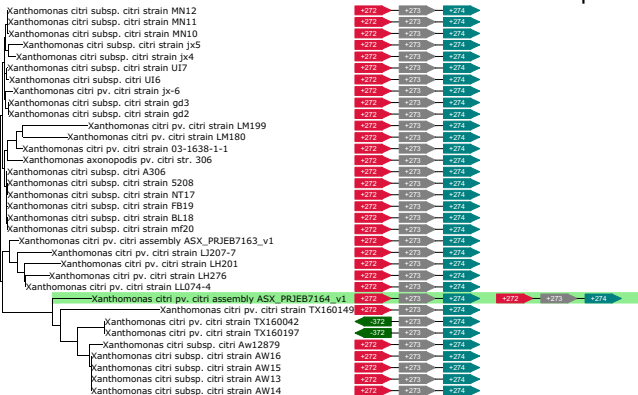 Xanthomonas citri subsp. citri strain MN12 +272 +273 +274
Xanthomonas citri subsp. citri strain MN11 +272 +273 +274
Xanthomonas citri subsp. citri strain MN10 +272 +273 +274
Xanthomonas citri subsp. citri strain jx5 +272 +273 +274
Xanthomonas citri subsp. citri strain jx4 +272 +273 +274
Xanthomonas citri subsp. citri strain UI7 +272 +273 +274
Xanthomonas citri subsp. citri UI6 +272 +273 +274
Xanthomonas citri pv. citri strain jx-6 +272 +273 +274
Xanthomonas citri subsp. citri strain gd3 +272 +273 +274
Xanthomonas citri subsp. citri strain gd2 +272 +273 +274
Xanthomonas citri pv. citri strain LM199 +272 +273 +274
Xanthomonas citri pv. citri strain LM180 +272 +273 +274
Xanthomonas citri pv. citri strain 03-1638-1-1 +272 +273 +274
Xanthomonas axonopodis pv. citri str. 306 +272 +273 +274
Xanthomonas citri subsp. citri A306 +272 +273 +274
Xanthomonas citri subsp. citri strain 5208 +272 +273 +274
Xanthomonas citri subsp. citri strain NT17 +272 +273 +274
Xanthomonas citri subsp. citri strain FB19 +272 +273 +274
Xanthomonas citri subsp. citri strain BL18 +272 +273 +274
Xanthomonas citri subsp. citri strain mf20 +272 +273 +274
Xanthomonas citri pv. citri assembly ASX_PRJEB7163_v1 +272 +273 +274
Xanthomonas citri pv. citri strain LJ207-7 +272 +273 +274
Xanthomonas citri pv. citri strain LH201 +272 +273 +274
Xanthomonas citri pv. citri strain LH276 +272 +273 +274
Xanthomonas citri pv. citri strain LL074-4 +272 +273 +274
Xanthomonas citri pv. citri assembly ASX_PRJEB7164_v1 +272 +273 +274 +272 +273 +274
Xanthomonas citri pv. citri strain TX160149 +272 +273 +274
Xanthomonas citri pv. citri strain TX160042 -372 +273 +274
Xanthomonas citri pv. citri strain TX160197 -372 +273 +274
Xanthomonas citri subsp. citri Aw12879 +272 +273 +274
Xanthomonas citri subsp. citri strain AW16 +272 +273 +274
Xanthomonas citri subsp. citri strain AW15 +272 +273 +274
Xanthomonas citri subsp. citri strain AW13 +272 +273 +274
Xanthomonas citri subsp. citri strain AW14 +272 +273 +274